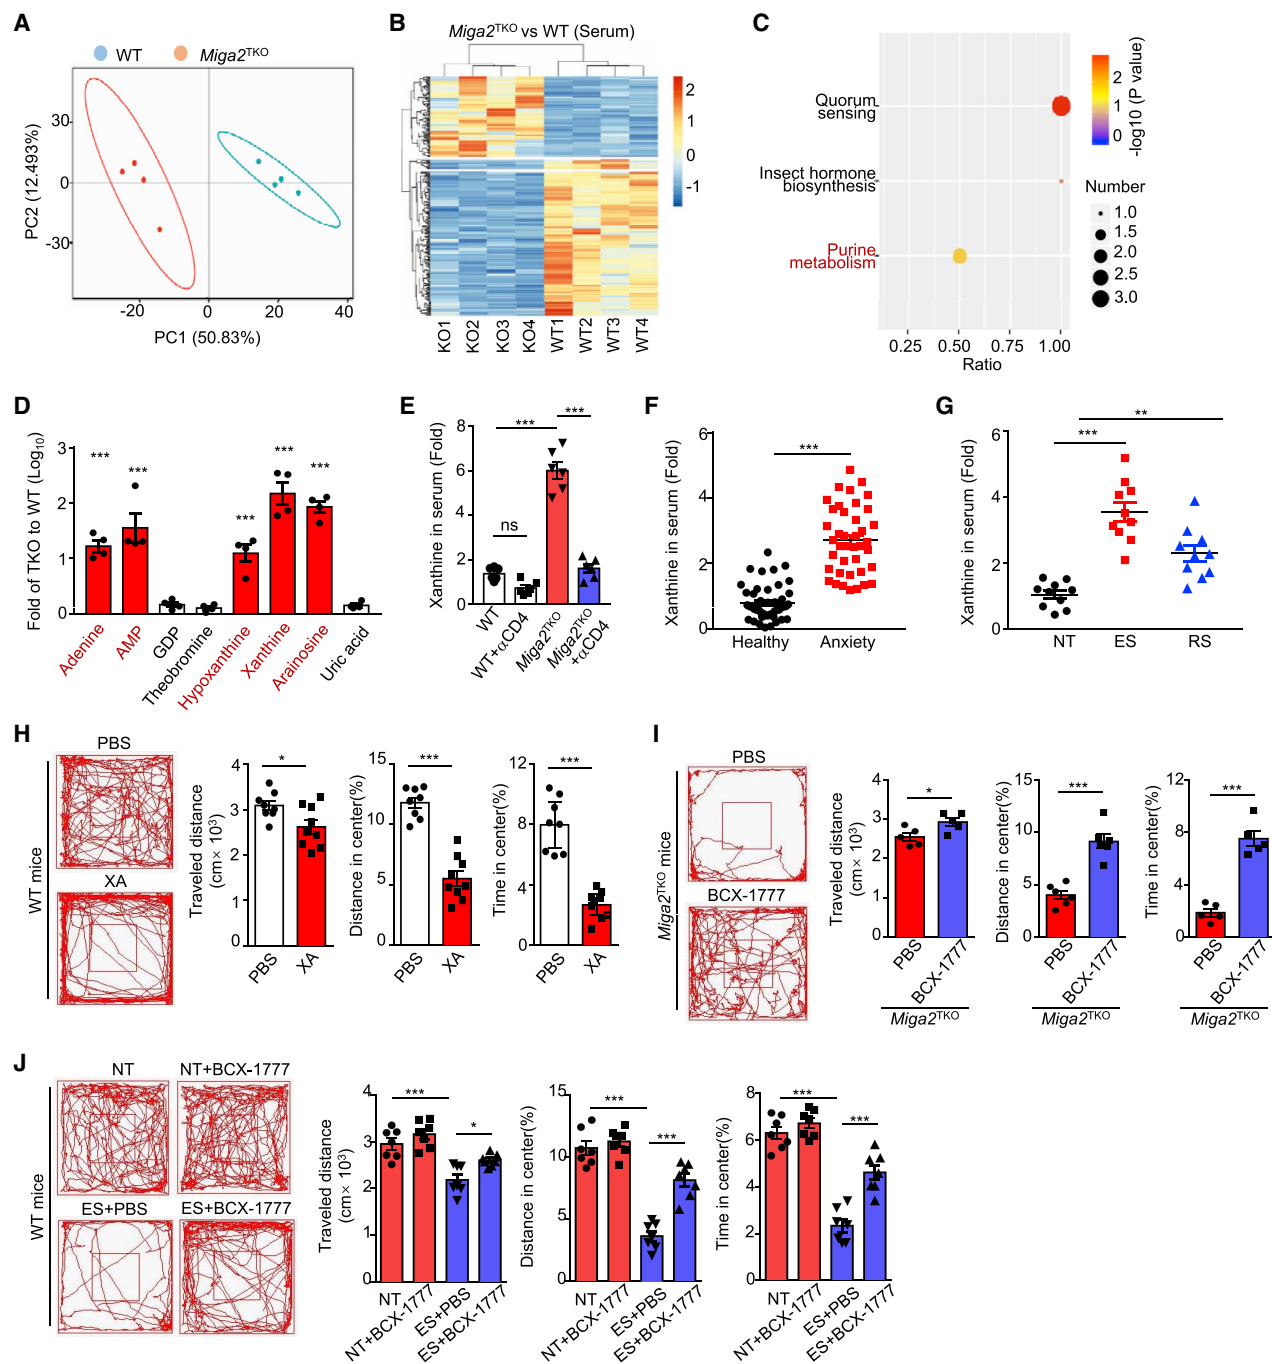 A
WT
Miga2TKO
PC2 (12.493%)
30
0
-30
-20
0
20
40
PC1 (50.83%)
B
Miga2TKO vs WT (Serum)
2
1
0
-1
KO1
KO2
KO3
KO4
WT1
WT2
WT3
WT4
C
Quorum
sensing
Insect hormone
biosynthesis
Purine
metabolism
0.25
0.50
0.75
1.00
Ratio
2
1
0
-log10 (P value)
Number
1.0
1.5
2.0
2.5
3.0
D
Fold of TKO to WT (Log10)
3
2
1
0
***
***
***
***
***
Adenine
AMP
GDP
Theobromine
Hypoxanthine
Xanthine
Arainosine
Uric acid
E
Xanthine in serum (Fold)
8
6
4
2
0
ns
***
***
WT
WT+αCD4
Miga2TKO
Miga2TKO
+αCD4
F
Xanthine in serum (Fold)
6
4
2
0
***
Healthy
Anxiety
G
Xanthine in serum (Fold)
6
4
2
0
***
**
NT
ES
RS
H
WT mice
PBS
XA
Traveled distance
(cm× 10³)
4
3
2
1
0
*
PBS
XA
Distance in center(%)
15
10
5
0
***
PBS
XA
Time in center(%)
12
8
4
0
***
PBS
XA
I
Miga2TKO mice
PBS
BCX-1777
Traveled distance
(cm× 10³)
4
3
2
1
0
*
PBS
BCX-1777
Miga2TKO
Distance in center(%)
15
10
5
0
***
PBS
BCX-1777
Miga2TKO
Time in center(%)
12
8
4
0
***
PBS
BCX-1777
Miga2TKO
J
WT mice
NT
NT+BCX-1777
ES+PBS
ES+BCX-1777
Traveled distance
(cm× 10³)
4
3
2
1
0
***
*
NT
NT+BCX-1777
ES+PBS
ES+BCX-1777
Distance in center(%)
15
10
5
0
***
***
NT
NT+BCX-1777
ES+PBS
ES+BCX-1777
Time in center(%)
8
6
4
2
0
***
***
NT
NT+BCX-1777
ES+PBS
ES+BCX-1777